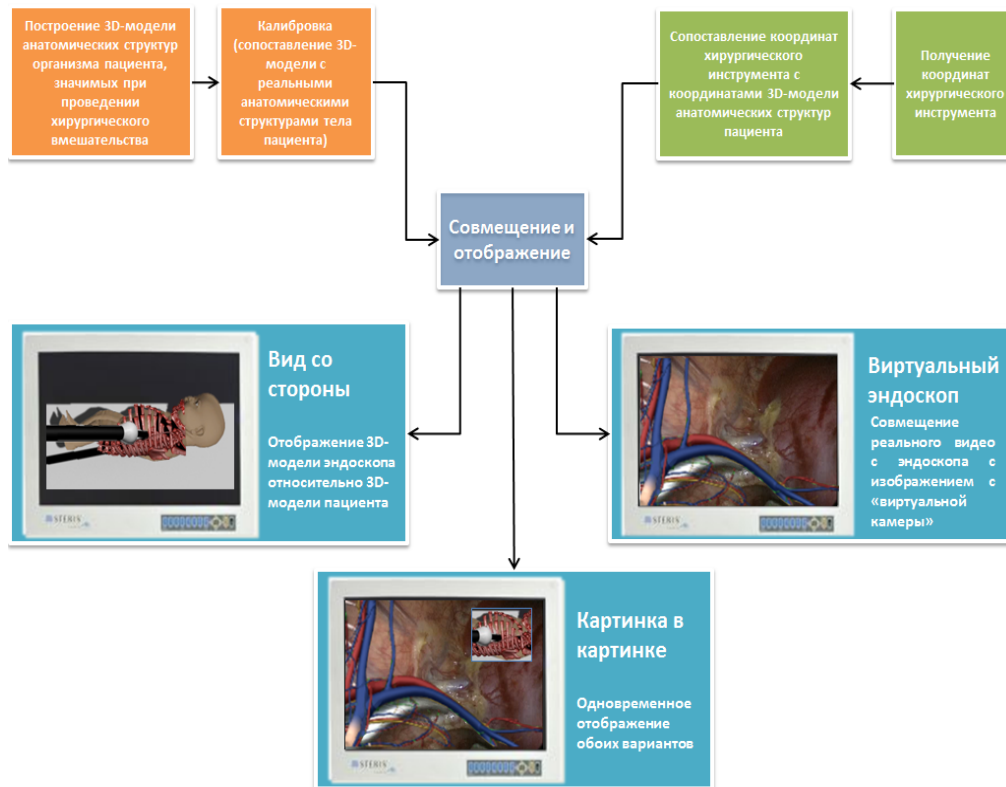 Построение 3D-модели
анатомических структур
организма пациента,
значимых при
проведении
хирургического
вмешательства
Калибровка
(сопоставление 3D-
модели с
реальными
анатомическими
структурами тела
пациента)
Сопоставление координат
хирургического
инструмента с
координатами 3D-модели
анатомических структур
пациента
Получение
координат
хирургического
инструмента
Совмещение и
отображение
Вид со
стороны
Отображение 3D-
модели эндоскопа
относительно 3D-
модели пациента
STERIS
Виртуальный
эндоскоп
Совмещение
реального видео
с эндоскопа с
изображением с
«виртуальной
камеры»
STERIS
Картинка в
картинке
Одновременное
отображение
обоих вариантов
STERIS